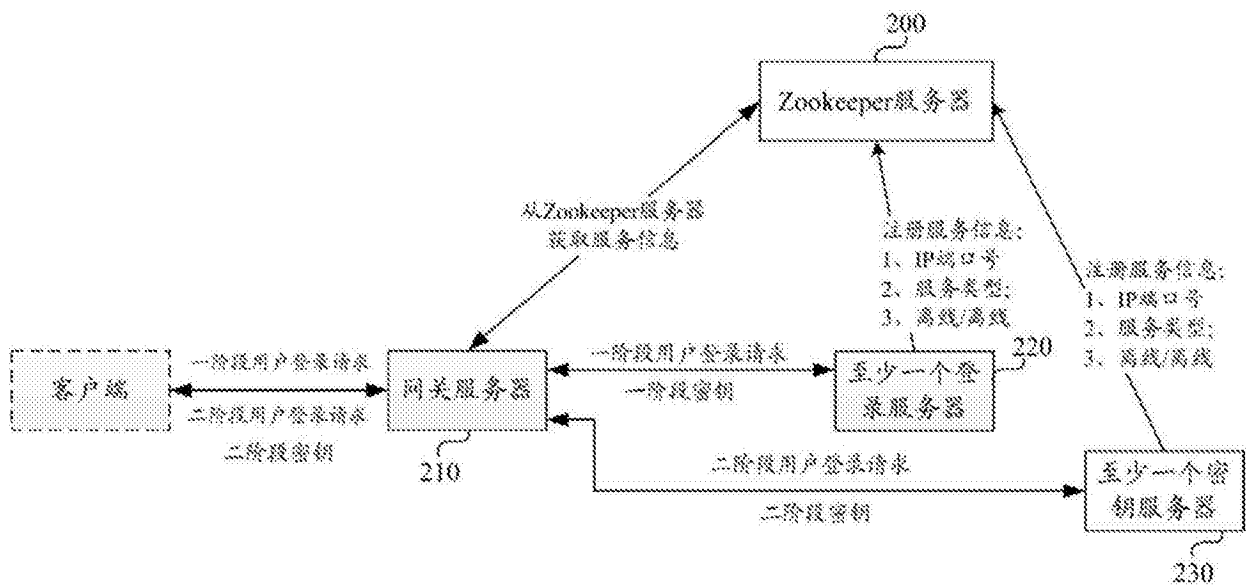 200
Zookeeper服务器
从Zookeeper服务器
获取服务信息
注册服务信息:
1、IP端口号
2、服务类型;
3、离线/离线
注册服务信息:
1、IP端口号
2、服务类型;
3、离线/离线
客户端
一阶段用户登录请求
二阶段用户登录请求
二阶段密钥
网关服务器
210
一阶段用户登录请求
一阶段密钥
至少一个登
录服务器
220
二阶段用户登录请求
二阶段密钥
至少一个密
钥服务器
230